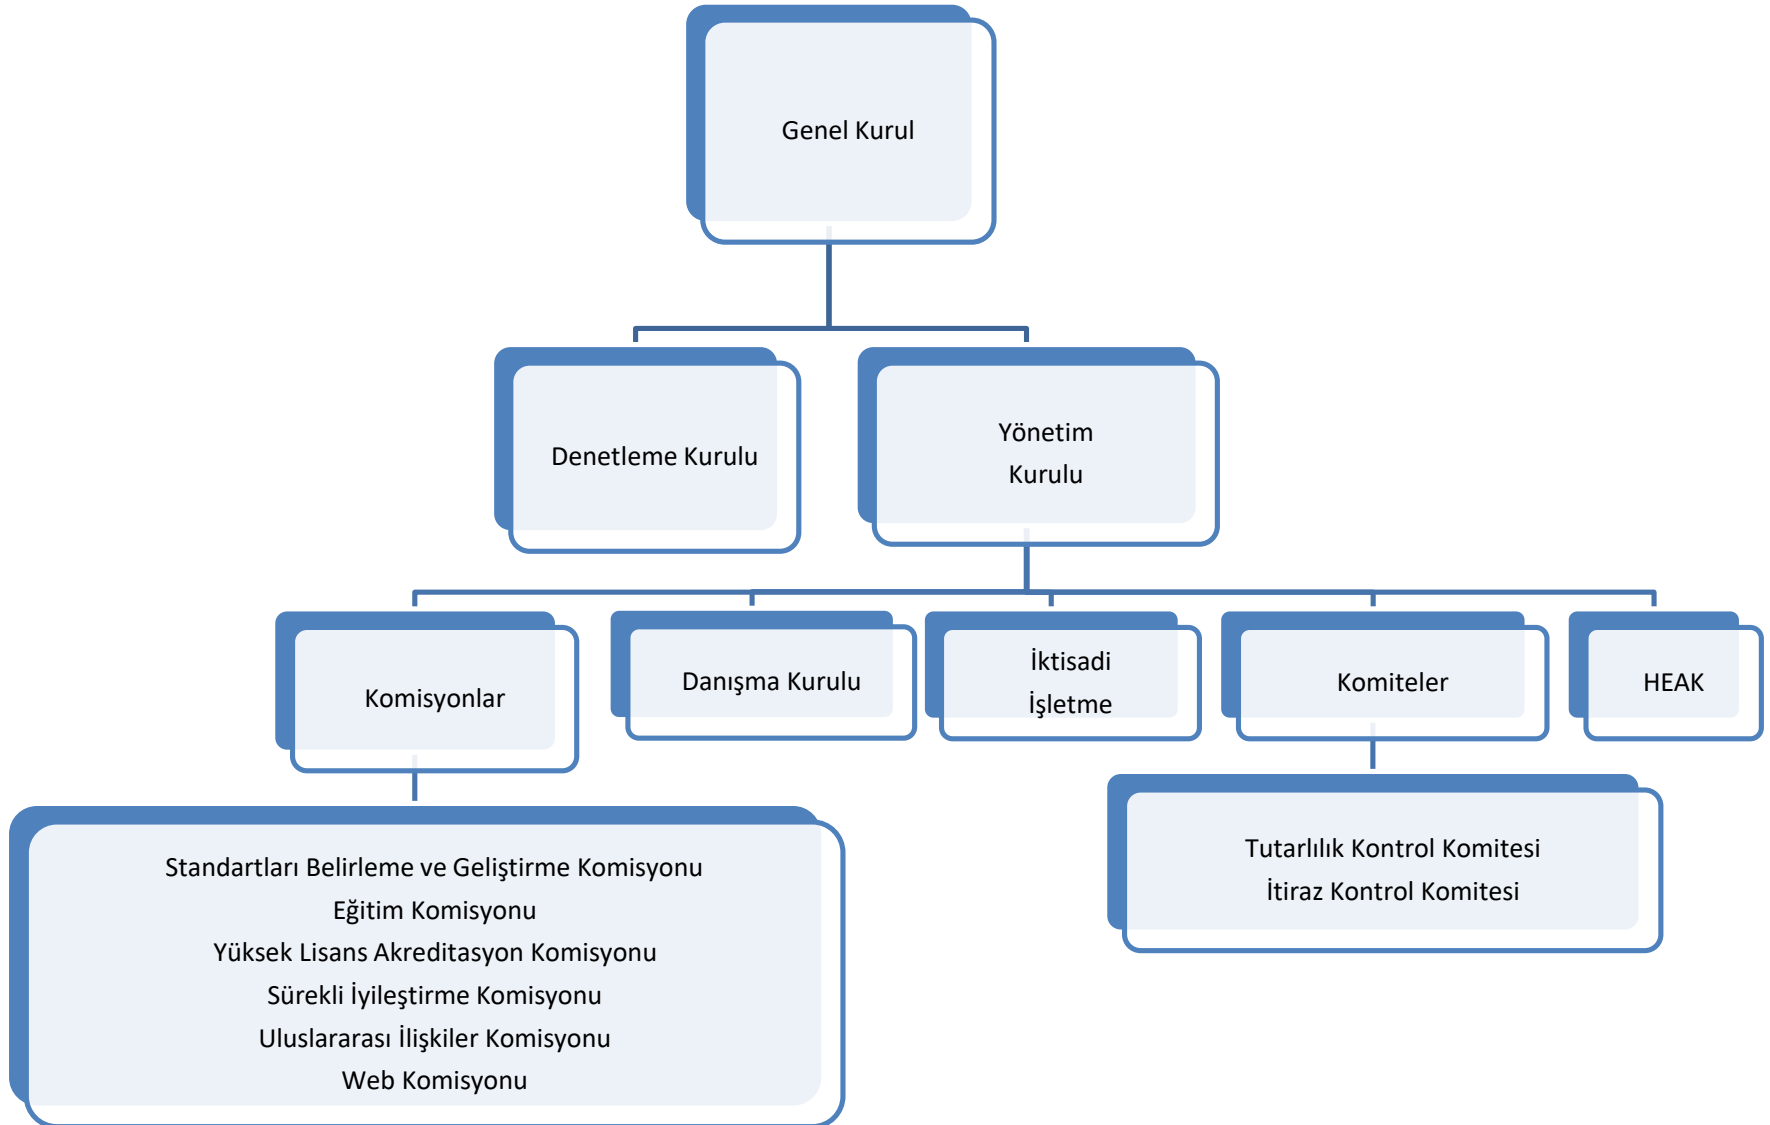 Genel Kurul
Denetleme Kurulu
Yönetim
Kurulu
Komisyonlar
Danışma Kurulu
İktisadi
İşletme
Komiteler
HEAK
Standartları Belirleme ve Geliştirme Komisyonu
Eğitim Komisyonu
Yüksek Lisans Akreditasyon Komisyonu
Sürekli İyileştirme Komisyonu
Uluslararası İlişkiler Komisyonu
Web Komisyonu
Tutarlılık Kontrol Komitesi
İtiraz Kontrol Komitesi